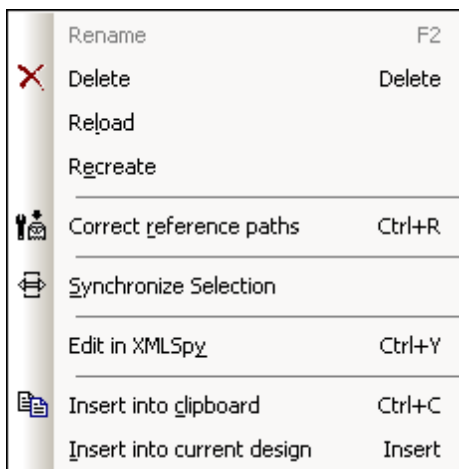 Rename F2
Delete Delete
Reload
Recreate
Correct reference paths Ctrl+R
Synchronize Selection
Edit in XMLSpy Ctrl+Y
Insert into clipboard Ctrl+C
Insert into current design Insert